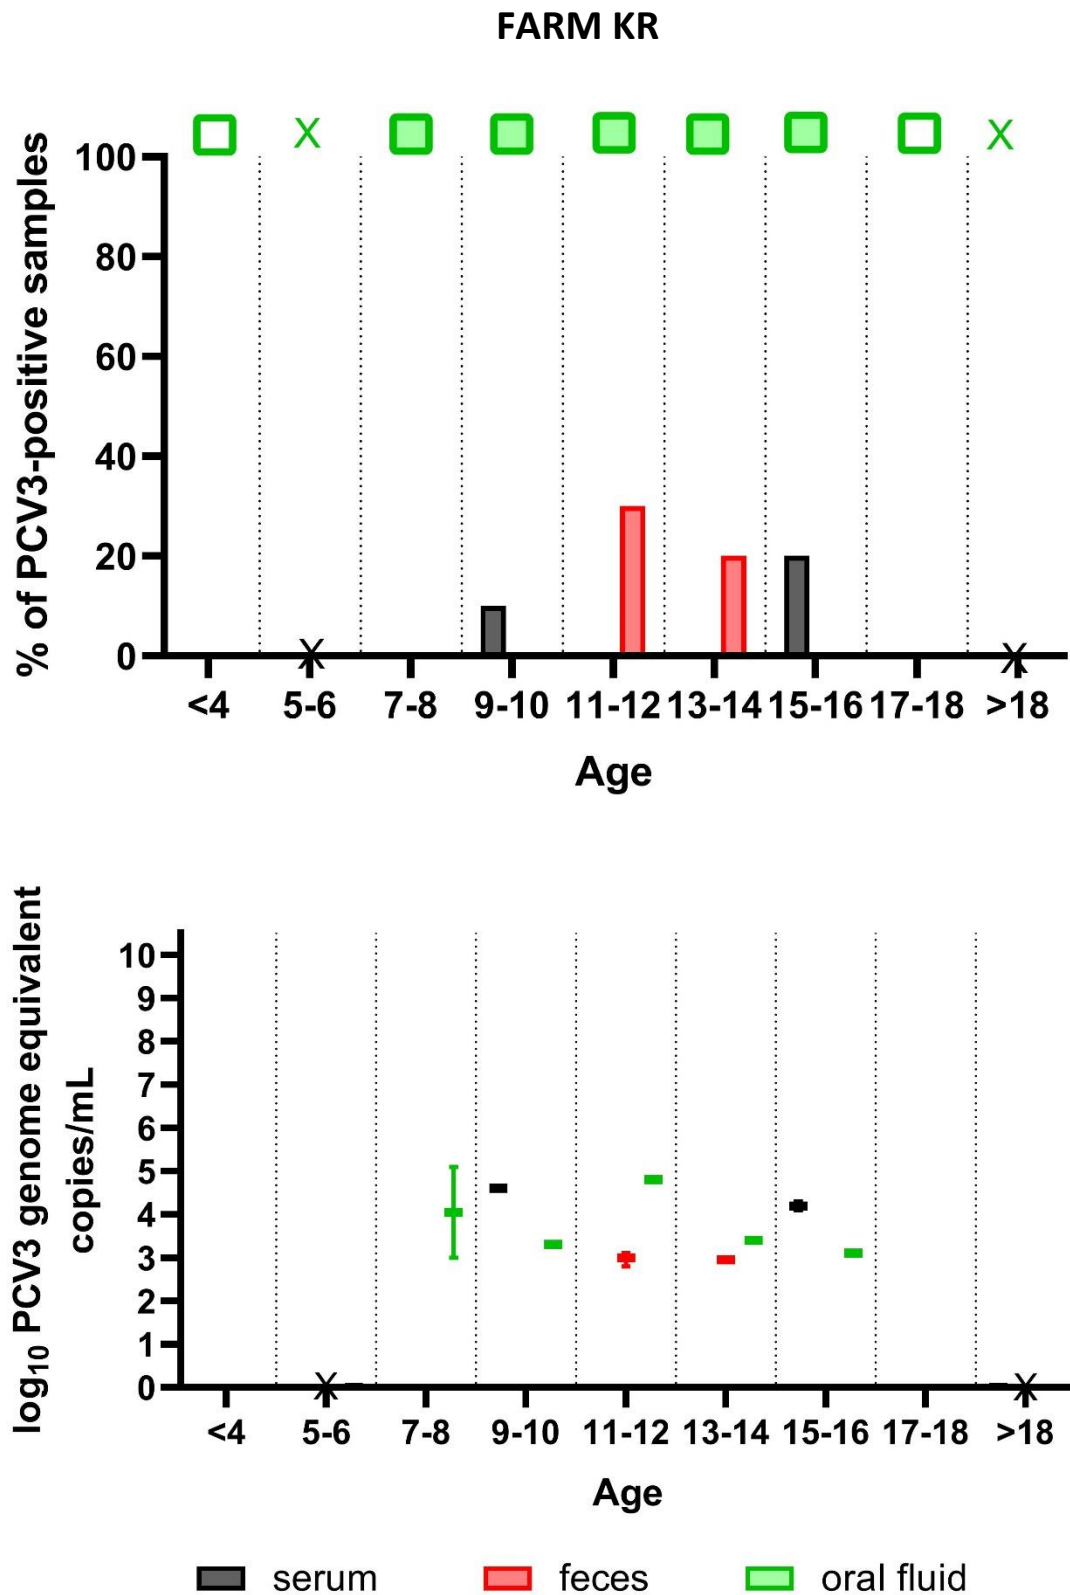 FARM KR
X
X
% of PCV3-positive samples
100
80
60
40
20
0
X
X
<4 5-6 7-8 9-10 11-12 13-14 15-16 17-18 >18
Age
log10 PCV3 genome equivalent
copies/mL
10
9
8
7
6
5
4
3
2
1
0
X
X
<4 5-6 7-8 9-10 11-12 13-14 15-16 17-18 >18
Age
serum feces oral fluid